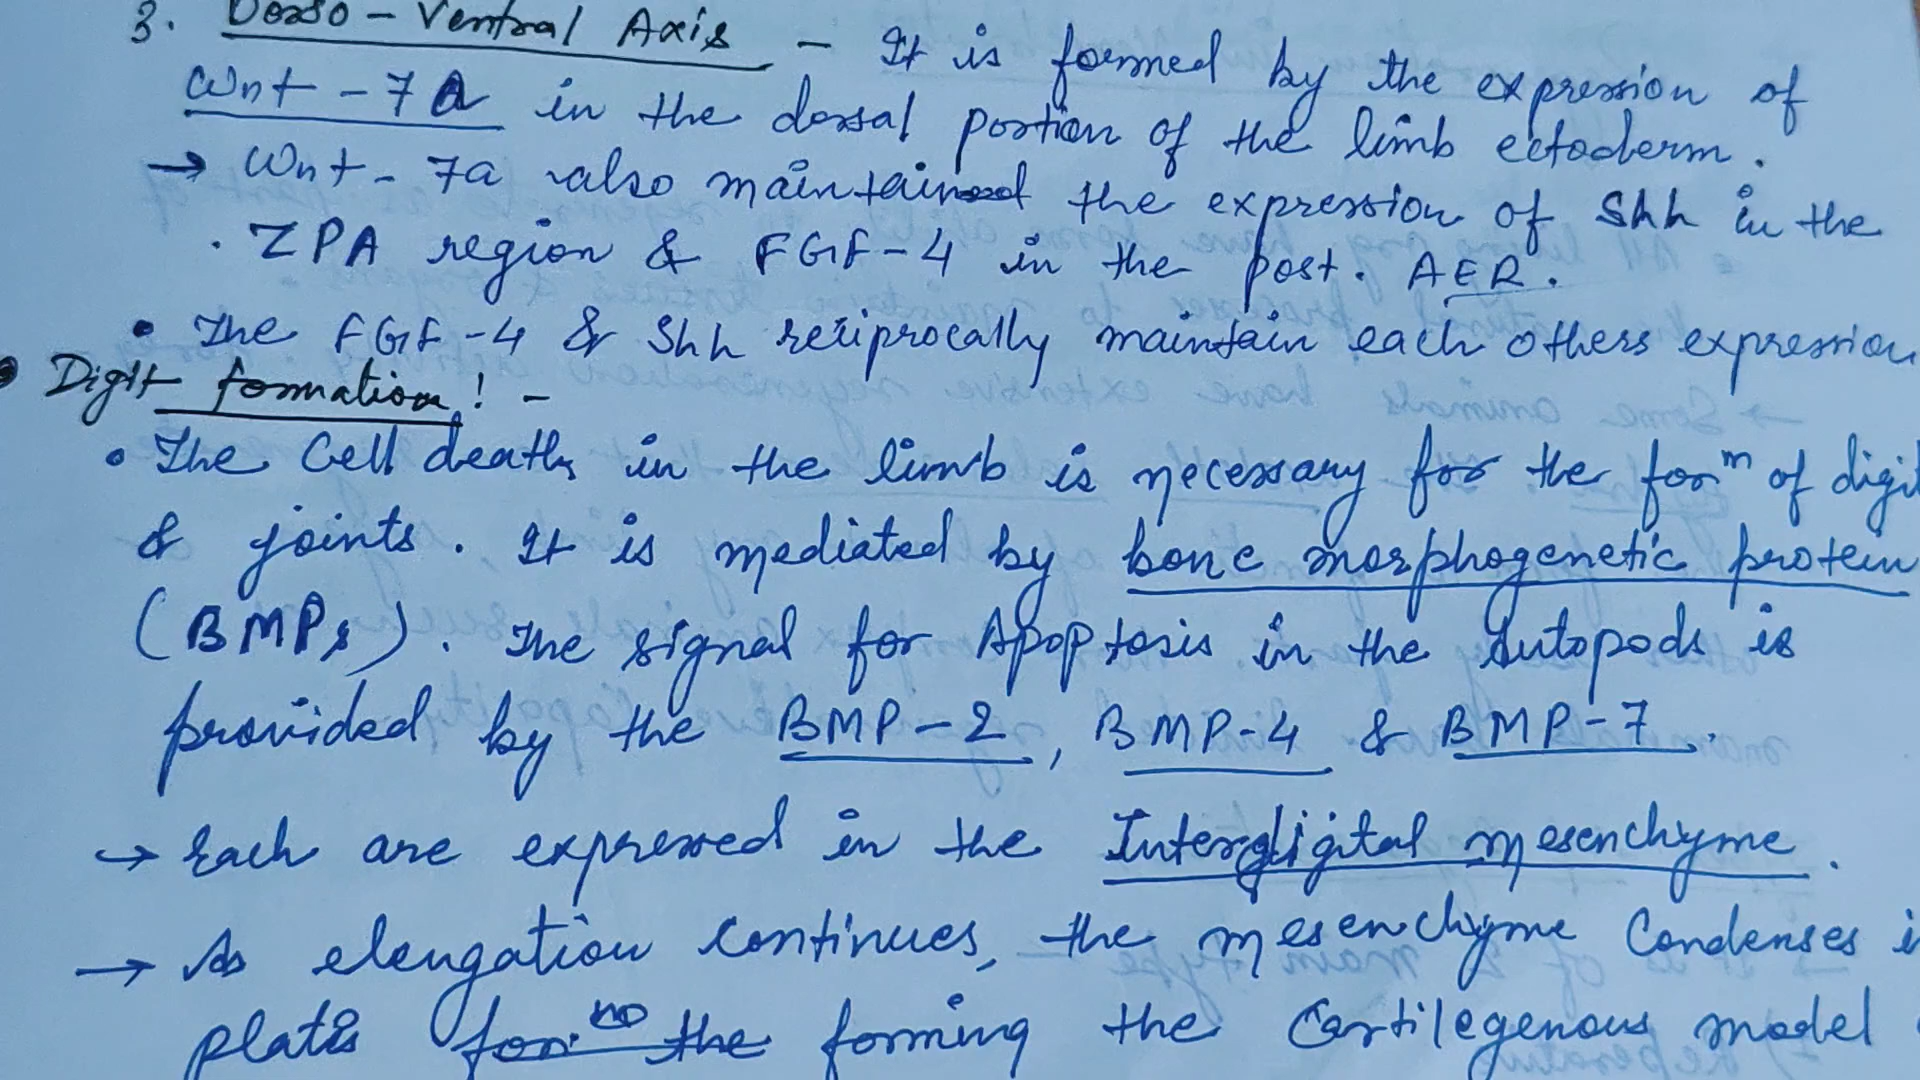 3. Dorso - Ventral Axis - It is formed by the expression of
Wnt - 7a in the dorsal portion of the limb ectoderm.
→ Wnt - 7a also maintained the expression of Shh in the
. ZPA region & FGF-4 in the post. AER.
• The FGF-4 & Shh reciprocally maintain each others expression
• Digit formation! -
• The Cell death in the limb is necessary for the forᵐ of digit
& joints. It is mediated by bone morphogenetic protein
(BMPs). The signal for Apoptosis in the Autopods is
provided by the BMP-2, BMP-4 & BMP-7.
→ Each are expressed in the Interdigital mesenchyme.
→ As elongation continues, the mesenchyme Condenses i
plates for no the forming the Cartilegenous model